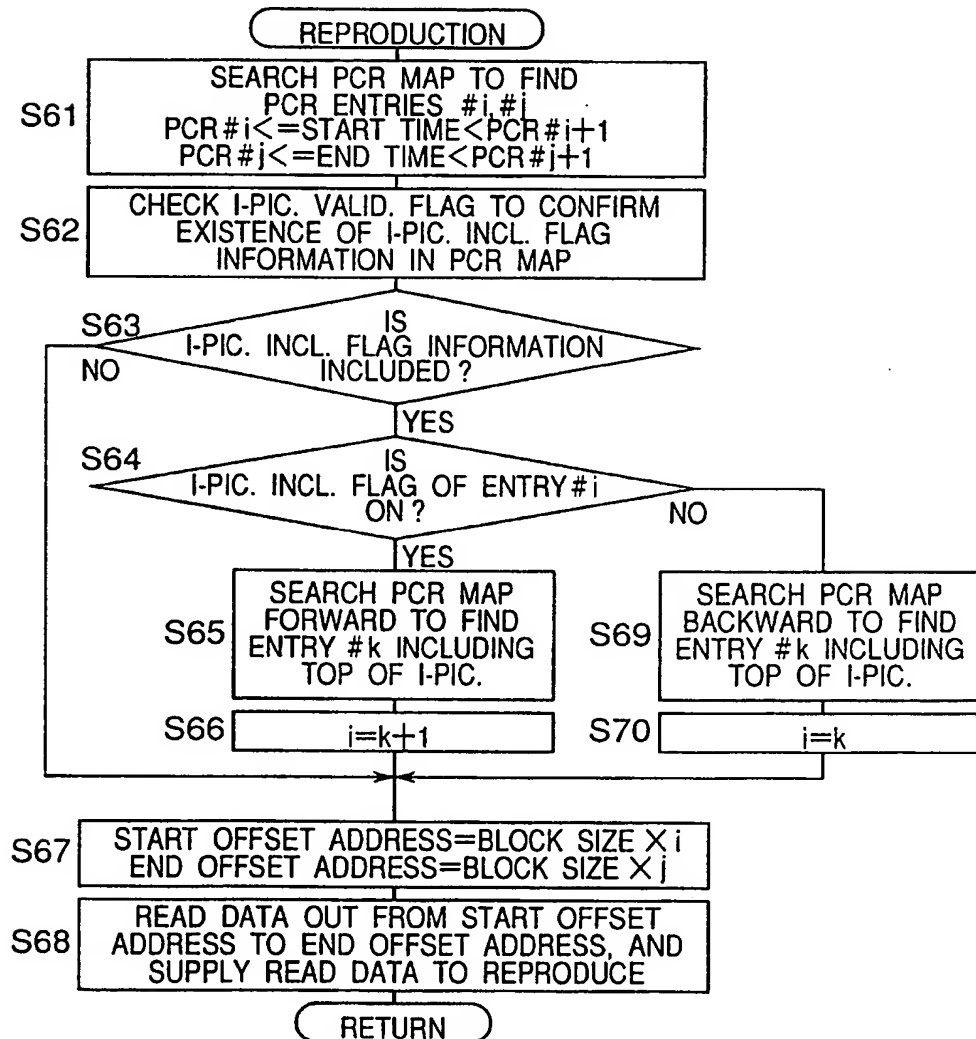 REPRODUCTION
S61
SEARCH PCR MAP TO FIND
PCR ENTRIES #i,#j
PCR#i<=START TIME<PCR#i+1
PCR#j<=END TIME<PCR#j+1
S62
CHECK I-PIC. VALID. FLAG TO CONFIRM
EXISTENCE OF I-PIC. INCL. FLAG
INFORMATION IN PCR MAP
S63
IS
I-PIC. INCL. FLAG INFORMATION
INCLUDED?
NO
YES
S64
IS
I-PIC. INCL. FLAG OF ENTRY#i
ON?
NO
YES
S65
SEARCH PCR MAP
FORWARD TO FIND
ENTRY #k INCLUDING
TOP OF I-PIC.
S69
SEARCH PCR MAP
BACKWARD TO FIND
ENTRY #k INCLUDING
TOP OF I-PIC.
S66
i=k+1
S70
i=k
S67
START OFFSET ADDRESS=BLOCK SIZE×i
END OFFSET ADDRESS=BLOCK SIZE×j
S68
READ DATA OUT FROM START OFFSET
ADDRESS TO END OFFSET ADDRESS, AND
SUPPLY READ DATA TO REPRODUCE
RETURN